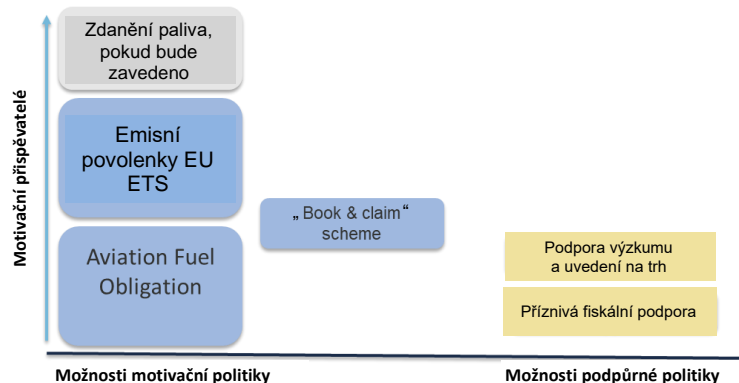 Motivační přispěvatelé
Zdanění paliva,
pokud bude
zavedeno
Emisní
povolenky EU
ETS
Aviation Fuel
Obligation
„Book & claim“
scheme
Podpora výzkumu
a uvedení na trh
Příznivá fiskální podpora
Možnosti motivační politiky
Možnosti podpůrné politiky